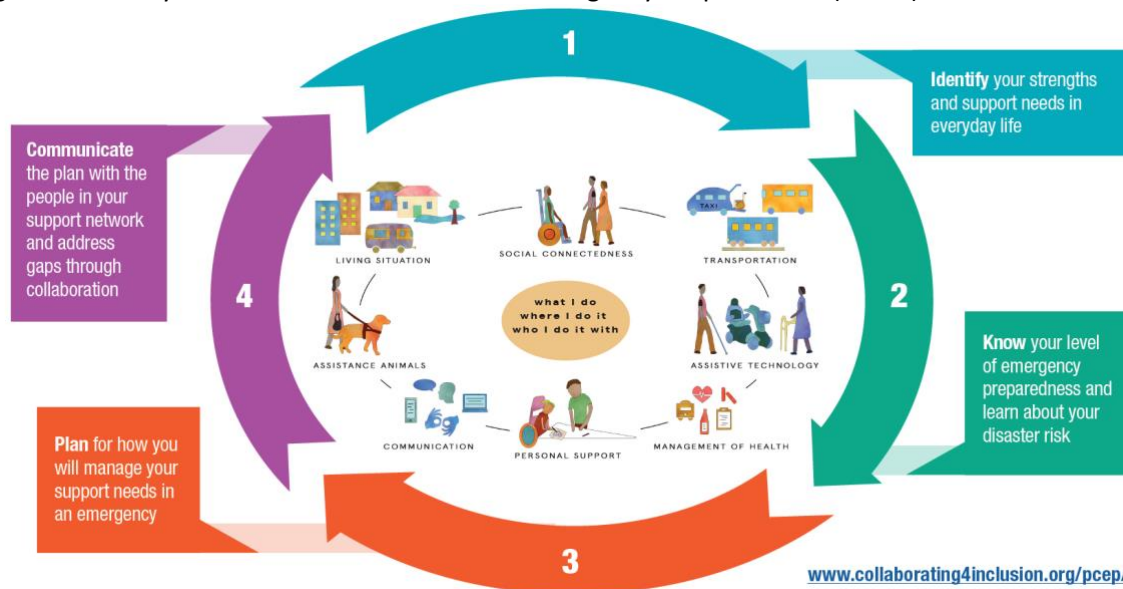 1
Identify your strengths
and support needs in
everyday life
2
Know your level
of emergency
preparedness and
learn about your
disaster risk
3
Plan for how you
will manage your
support needs in
an emergency
4
Communicate
the plan with the
people in your
support network
and address
gaps through
collaboration
LIVING SITUATION
SOCIAL CONNECTEDNESS
TAXI
TRANSPORTATION
what I do
where I do it
who I do it with
ASSISTANCE ANIMALS
ASSISTIVE TECHNOLOGY
COMMUNICATION
PERSONAL SUPPORT
MANAGEMENT OF HEALTH
www.collaborating4inclusion.org/pcep/